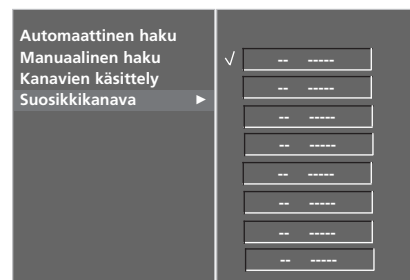 Automaattinen haku
Manuaalinen haku
Kanavien käsittely
Suosikkikanava ►
√ -- -----
-- -----
-- -----
-- -----
-- -----
-- -----
-- -----
-- -----